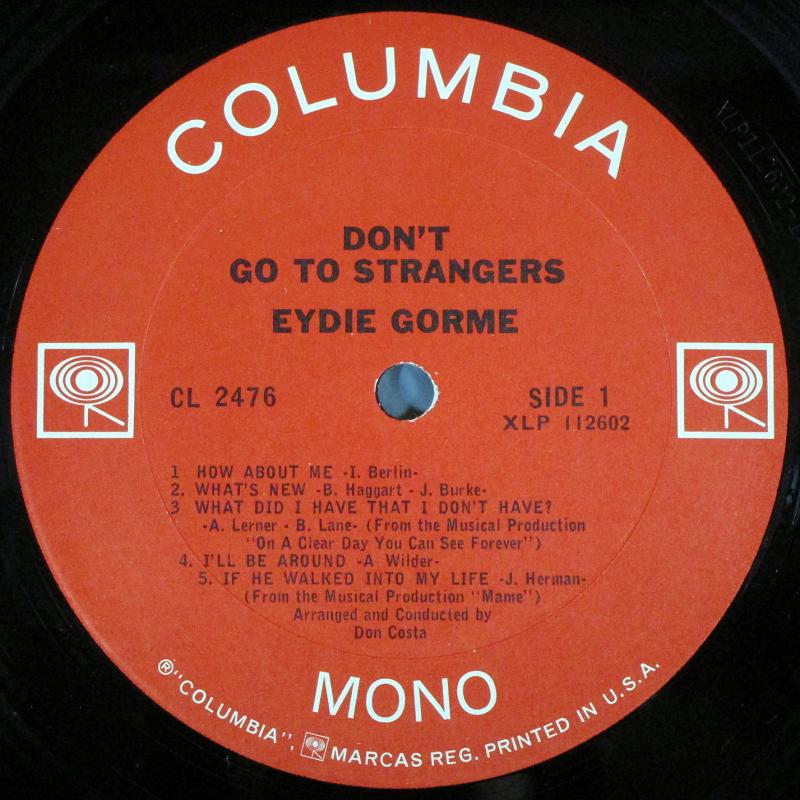 COLUMBIA
DON'T
GO TO STRANGERS
EYDIE GORME
CL 2476
SIDE 1
XLP 112602
1 HOW ABOUT ME -I. Berlin-
2. WHAT'S NEW -B. Haggart - J. Burke-
3 WHAT DID I HAVE THAT I DON'T HAVE?
-A. Lerner - B. Lane- (From the Musical Production
"On A Clear Day You Can See Forever")
4. I'LL BE AROUND -A Wilder-
5. IF HE WALKED INTO MY LIFE -J. Herman-
(From the Musical Production "Mame")
Arranged and Conducted by
Don Costa
MONO
®"COLUMBIA", MARCAS REG. PRINTED IN U.S.A.